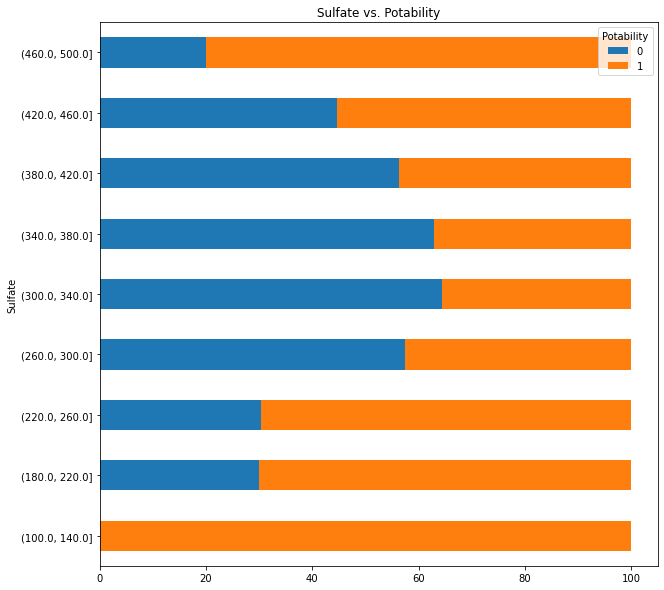 Sulfate vs. Potability
Potability
0
1
Sulfate
(460.0, 500.0]
(420.0, 460.0]
(380.0, 420.0]
(340.0, 380.0]
(300.0, 340.0]
(260.0, 300.0]
(220.0, 260.0]
(180.0, 220.0]
(100.0, 140.0]
0 20 40 60 80 100